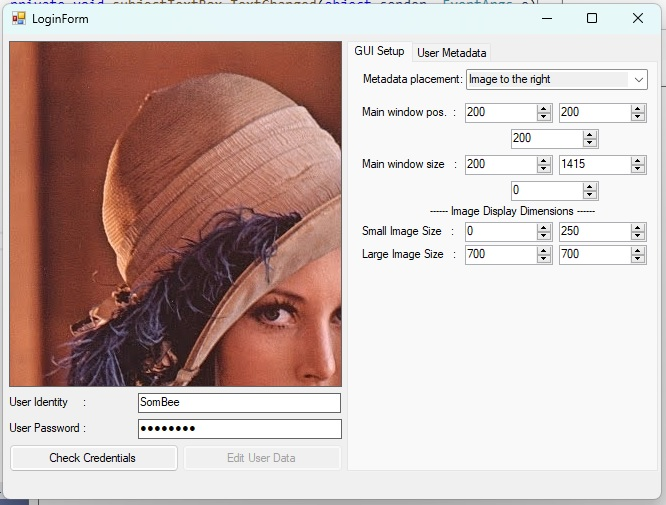 private void subjectTextBox_TextChanged(object sender, EventArgs e)
LoginForm
GUI Setup User Metadata
Metadata placement: Image to the right
Main window pos. : 200 200
200
Main window size : 200 1415
0
------ Image Display Dimensions ------
Small Image Size : 0 250
Large Image Size : 700 700
User Identity : SomBee
User Password : ●●●●●●●●
Check Credentials Edit User Data